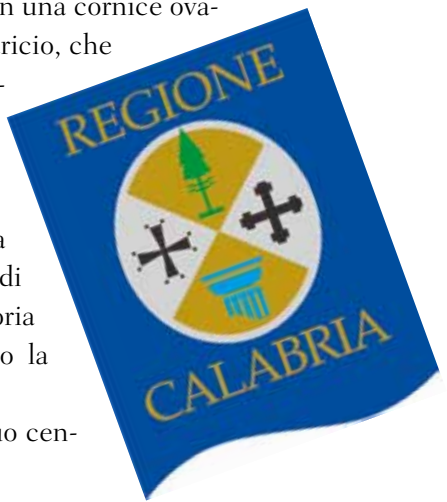 n una cornice ova-
ricio, che
-
REGIONE
a
di
oria
o la
CALABRIA
uo cen-